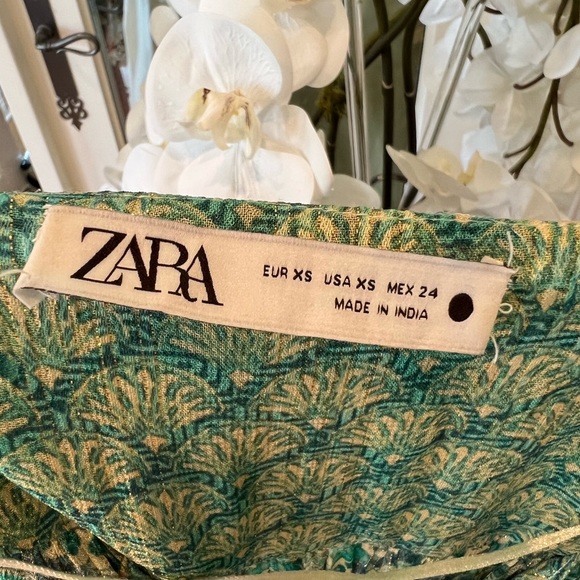 ZARA
EUR XS USA XS MEX 24
MADE IN INDIA